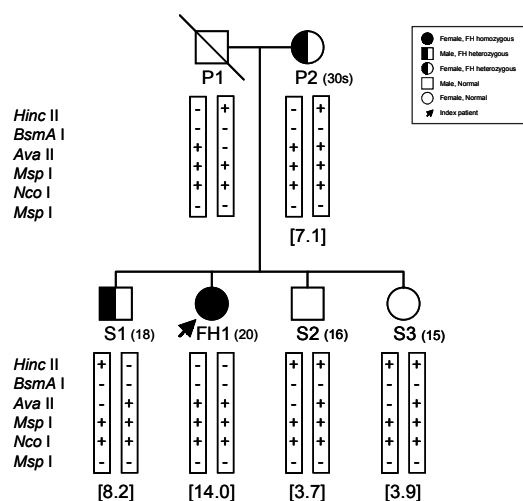 P1 P2 (30s)
Female, FH homozygous
Male, FH heterozygous
Female, FH heterozygous
Male, Normal
Female, Normal
Index patient
Hinc II - + - +
BsmA I - - - -
Ava II + - + +
Msp I + + + +
Nco I + + + +
Msp I - - - -
[7.1]
S1 (18) FH1 (20) S2 (16) S3 (15)
Hinc II + - - - + + + +
BsmA I - - - - - - - -
Ava II - + + + - + - +
Msp I + + + + + + + +
Nco I + + + + + + + +
Msp I - - - - - - - -
[8.2] [14.0] [3.7] [3.9]